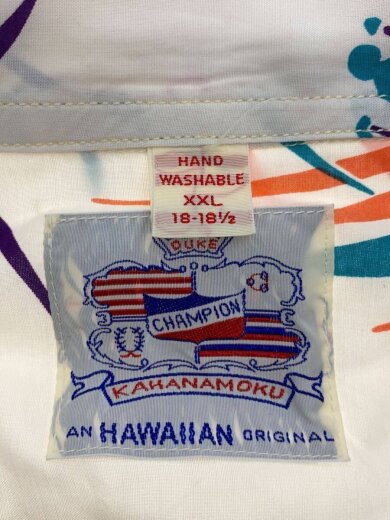 HAND
WASHABLE
XXL
18-18½
DUKE
CHAMPION
KAHANAMOKU
AN HAWAIIAN ORIGINAL